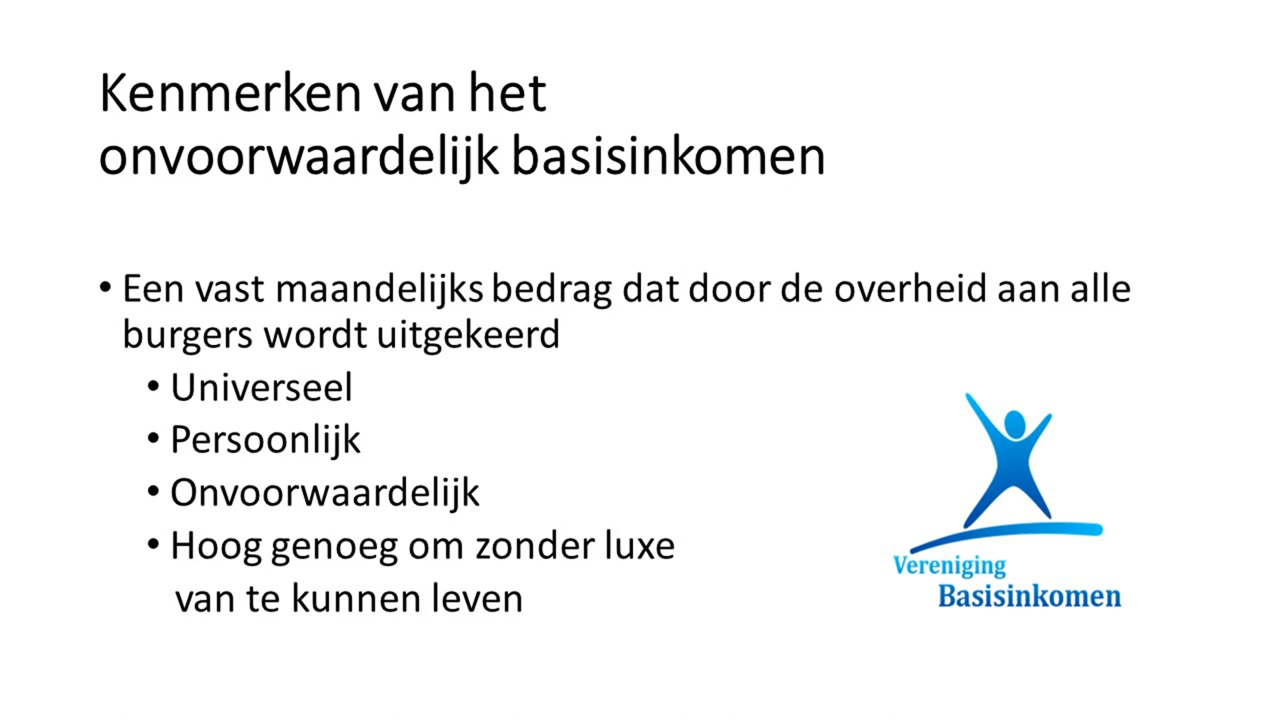 Kenmerken van het
onvoorwaardelijk basisinkomen
• Een vast maandelijks bedrag dat door de overheid aan alle
burgers wordt uitgekeerd
• Universeel
• Persoonlijk
• Onvoorwaardelijk
• Hoog genoeg om zonder luxe
van te kunnen leven
Vereniging
Basisinkomen